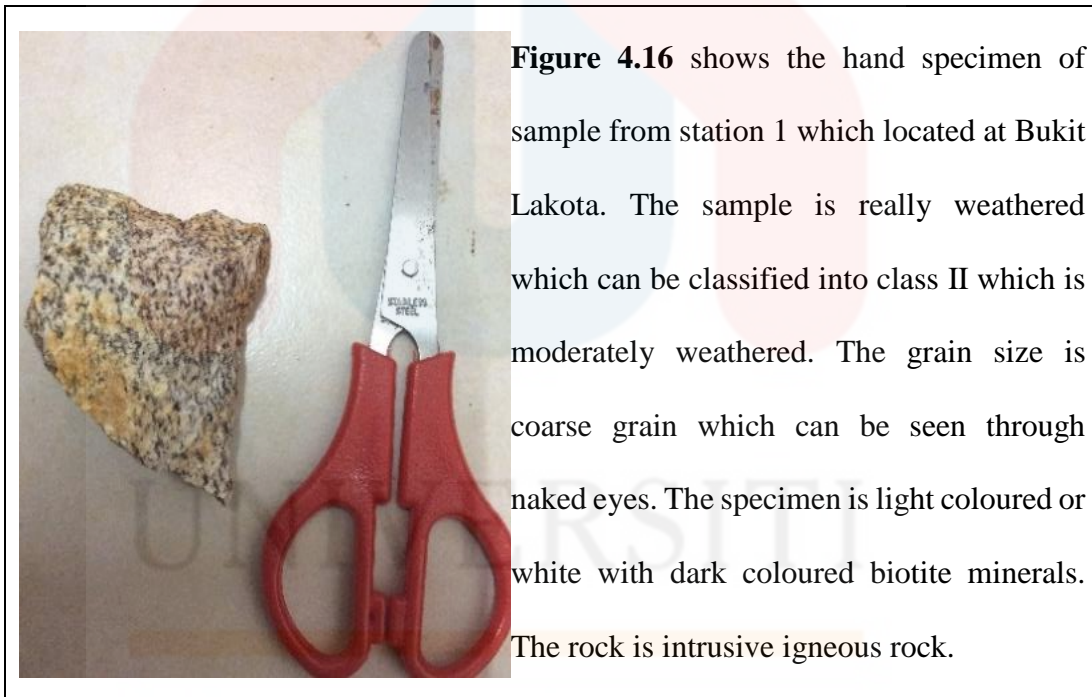 Figure 4.16 shows the hand specimen of
sample from station 1 which located at Bukit
Lakota. The sample is really weathered
which can be classified into class II which is
moderately weathered. The grain size is
coarse grain which can be seen through
naked eyes. The specimen is light coloured or
white with dark coloured biotite minerals.
The rock is intrusive igneous rock.
STAINLESS
STEEL
UNIVERSITI